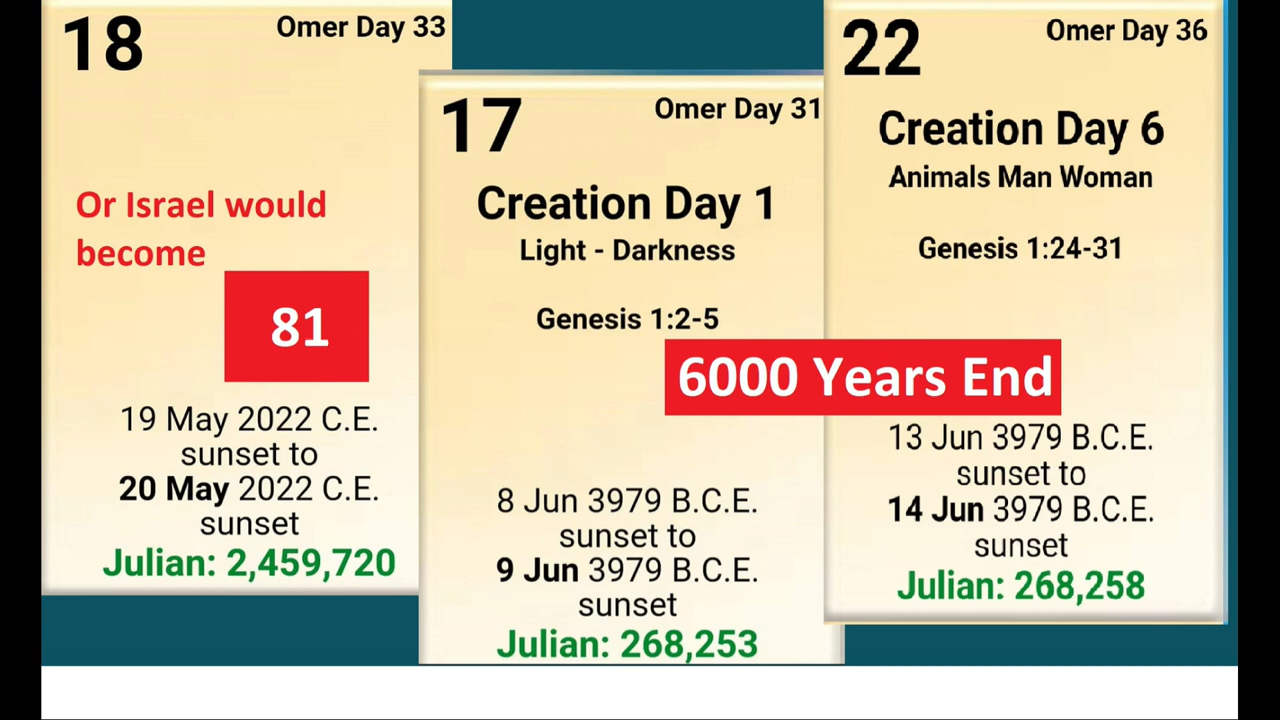 18
Omer Day 33
Or Israel would
become
81
19 May 2022 C.E.
sunset to
20 May 2022 C.E.
sunset
Julian: 2,459,720
17
Omer Day 31
Creation Day 1
Light - Darkness
Genesis 1:2-5
6000 Years End
8 Jun 3979 B.C.E.
sunset to
9 Jun 3979 B.C.E.
sunset
Julian: 268,253
22
Omer Day 36
Creation Day 6
Animals Man Woman
Genesis 1:24-31
13 Jun 3979 B.C.E.
sunset to
14 Jun 3979 B.C.E.
sunset
Julian: 268,258